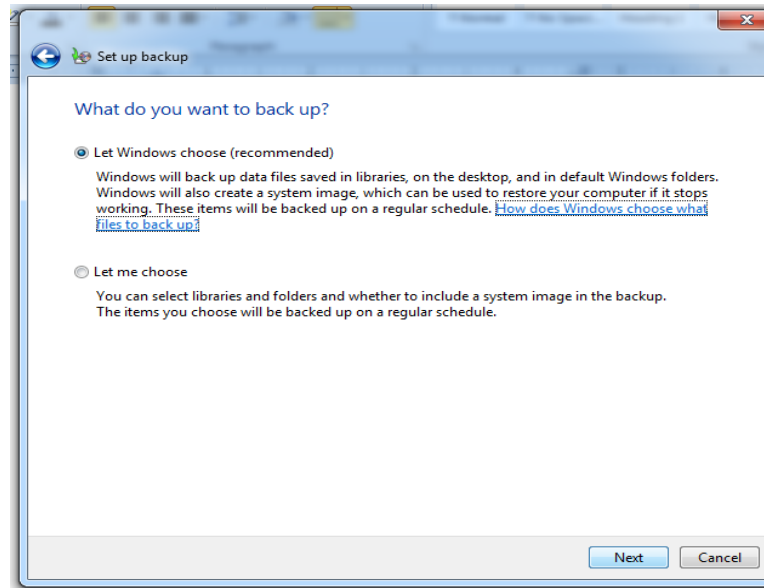 Set up backup
What do you want to back up?
Let Windows choose (recommended)
Windows will back up data files saved in libraries, on the desktop, and in default Windows folders.
Windows will also create a system image, which can be used to restore your computer if it stops
working. These items will be backed up on a regular schedule. How does Windows choose what
files to back up?
Let me choose
You can select libraries and folders and whether to include a system image in the backup.
The items you choose will be backed up on a regular schedule.
Next Cancel